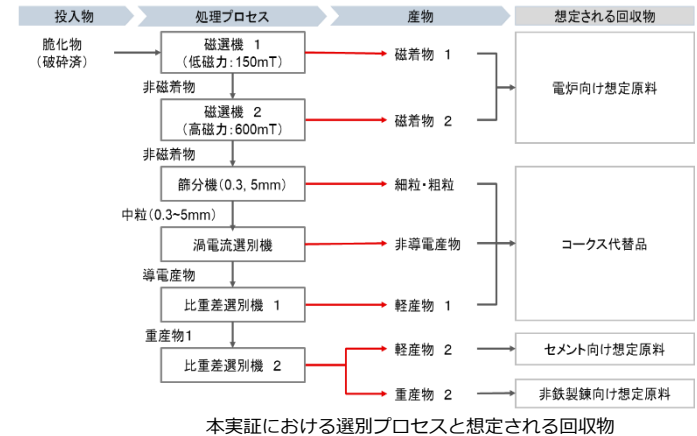 投入物
処理プロセス
産物
想定される回収物
脆化物
（破砕済）
磁選機 1
（低磁力：150mT）
磁着物 1
電炉向け想定原料
非磁着物
磁選機 2
（高磁力：600mT）
磁着物 2
非磁着物
篩分機（0.3, 5mm）
細粒・粗粒
コークス代替品
中粒（0.3~5mm）
渦電流選別機
非導電産物
導電産物
比重差選別機 1
軽産物 1
重産物1
比重差選別機 2
軽産物 2
セメント向け想定原料
重産物 2
非鉄製錬向け想定原料
本実証における選別プロセスと想定される回収物